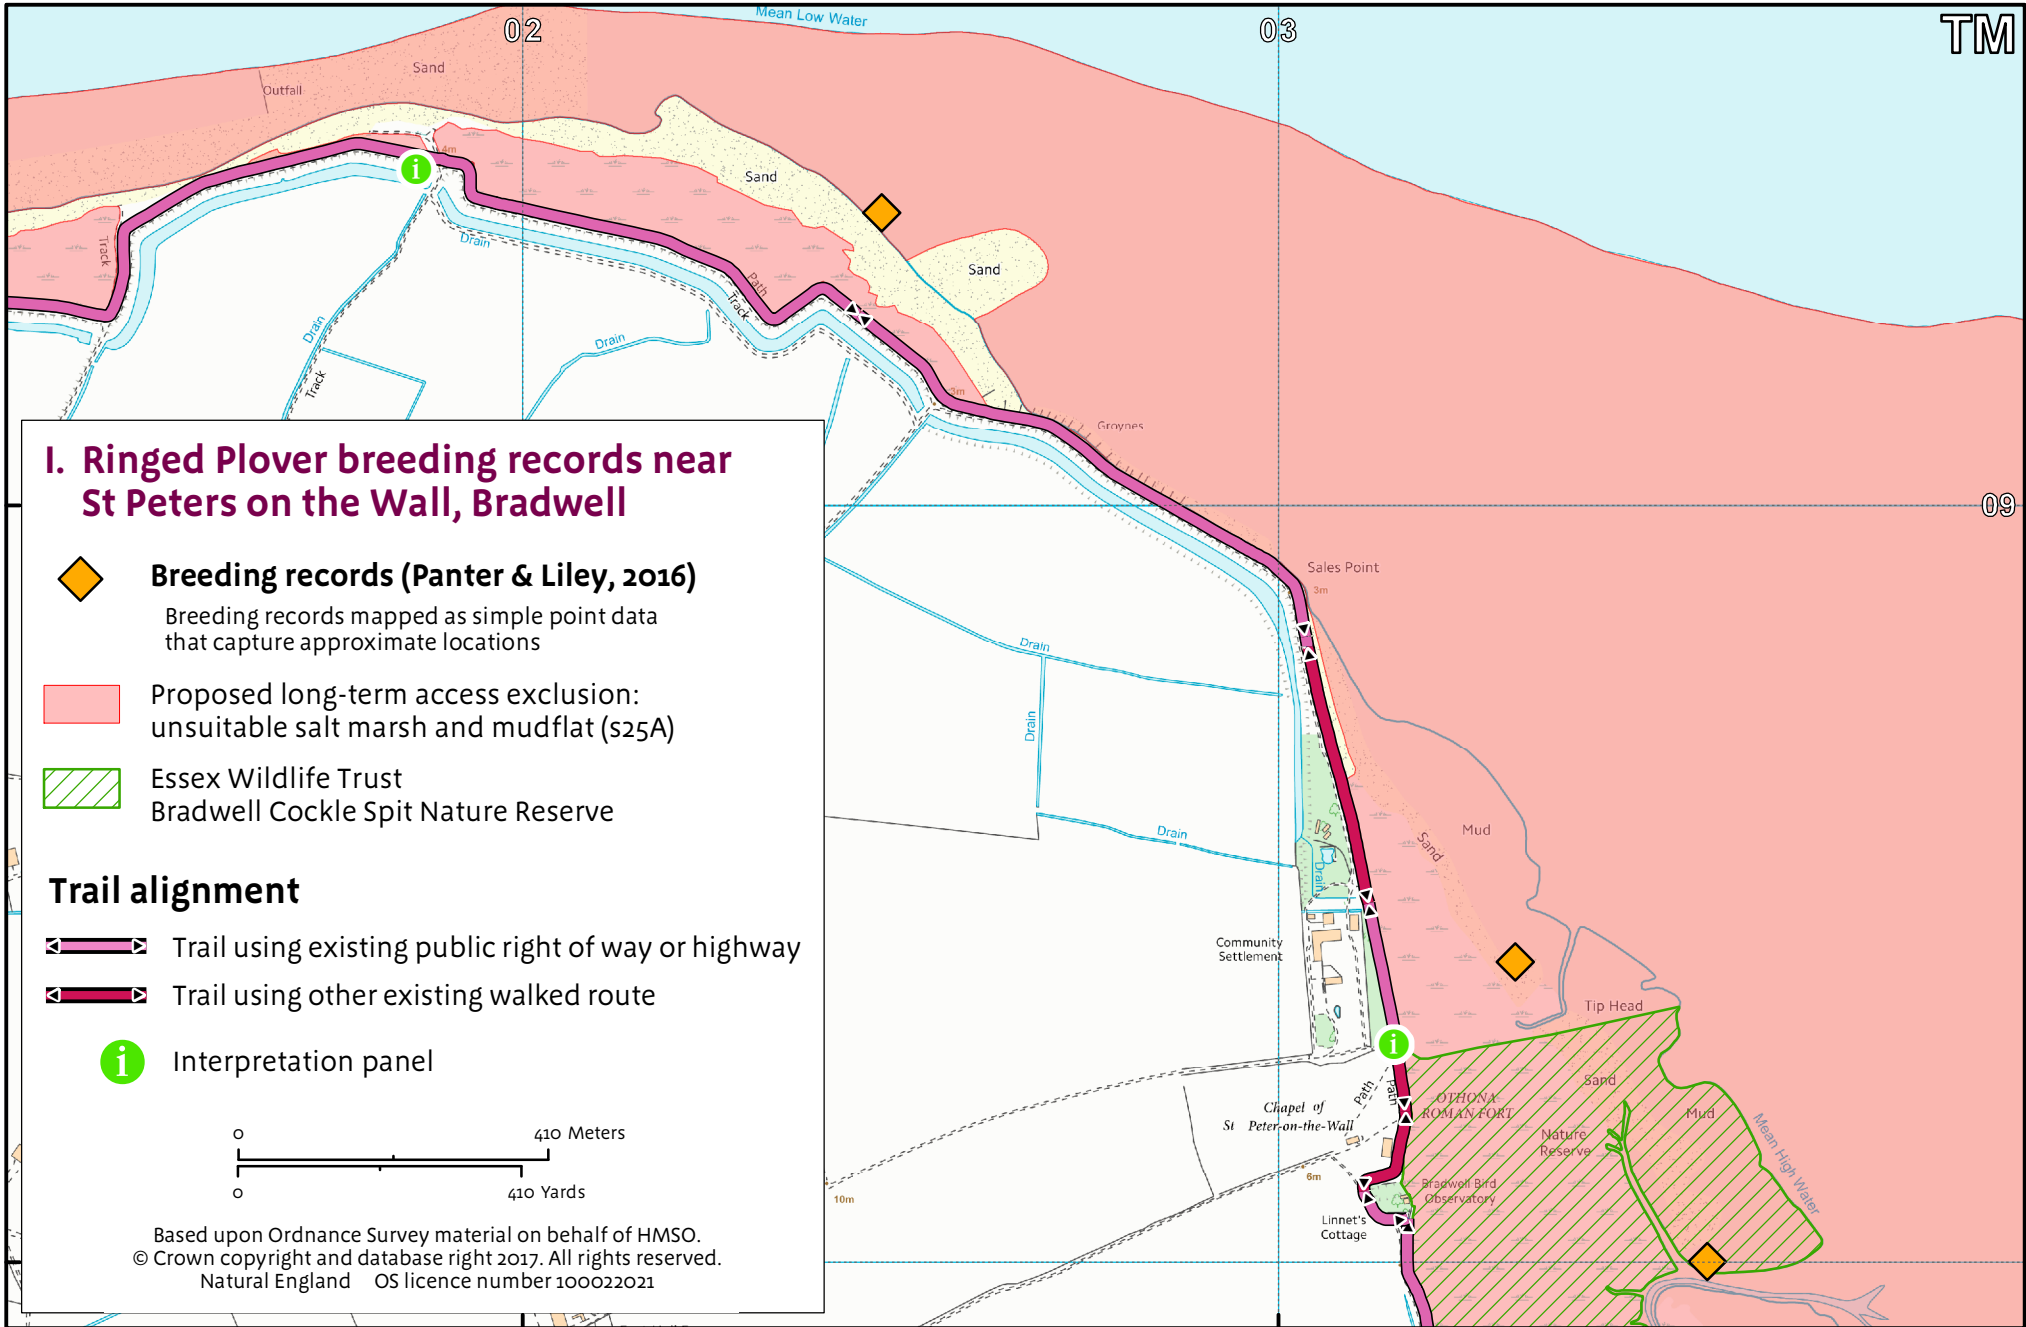 Mean Low Water
02
03
TM
Sand
Outfall
4m
Sand
Track
Drain
Sand
Path
Track
Drain
Drain
Track
3m
Groynes
09
Sales Point
3m
Drain
Drain
Mud
Sand
Drain
Drain
Community
Settlement
Tip Head
Sand
Path
Path
OTHONA
ROMAN FORT
Mud
Chapel of
St Peter-on-the-Wall
Nature
Reserve
Mean High Water
6m
Bradwell Bird
Observatory
10m
Linnet's
Cottage
I. Ringed Plover breeding records near
St Peters on the Wall, Bradwell
Breeding records (Panter & Liley, 2016)
Breeding records mapped as simple point data
that capture approximate locations
Proposed long-term access exclusion:
unsuitable salt marsh and mudflat (s25A)
Essex Wildlife Trust
Bradwell Cockle Spit Nature Reserve
Trail alignment
Trail using existing public right of way or highway
Trail using other existing walked route
i Interpretation panel
0 410 Meters
0 410 Yards
Based upon Ordnance Survey material on behalf of HMSO.
© Crown copyright and database right 2017. All rights reserved.
Natural England OS licence number 100022021